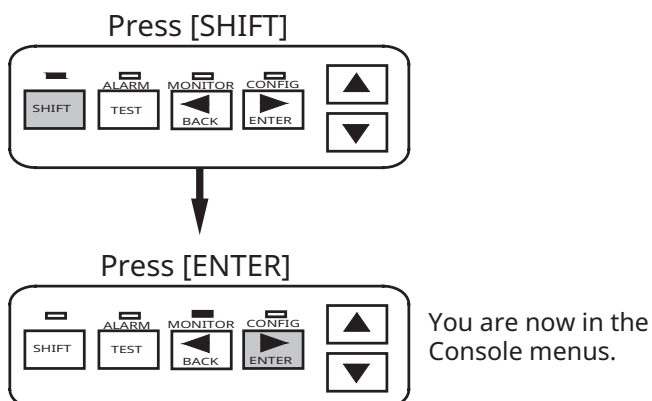 Press [SHIFT]
ALARM MONITOR CONFIG
SHIFT TEST BACK ENTER
Press [ENTER]
ALARM MONITOR CONFIG
SHIFT TEST BACK ENTER
You are now in the
Console menus.